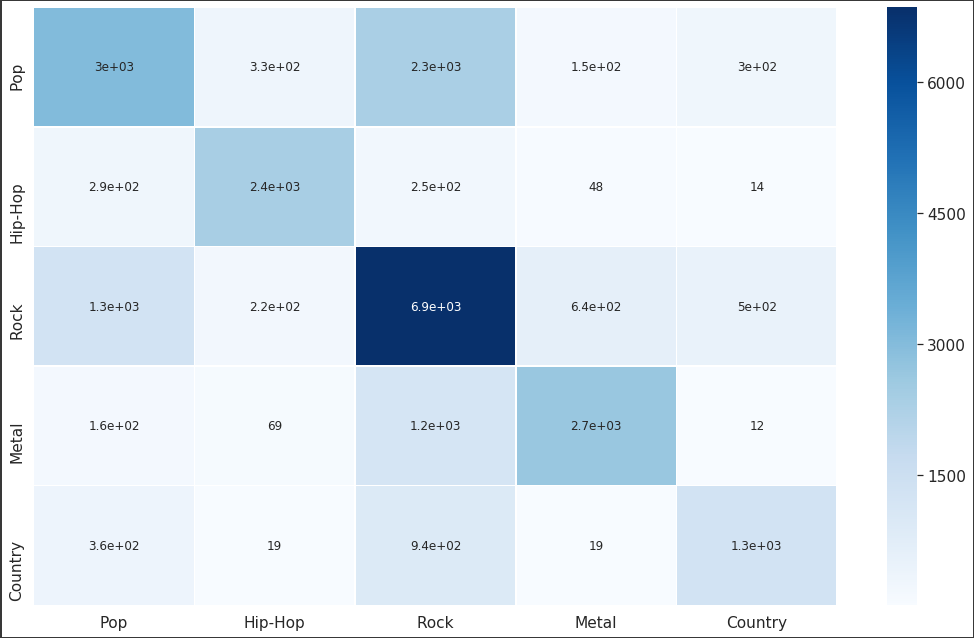 Pop 3e+03 3.3e+02 2.3e+03 1.5e+02 3e+02
Hip-Hop 2.9e+02 2.4e+03 2.5e+02 48 14
Rock 1.3e+03 2.2e+02 6.9e+03 6.4e+02 5e+02
Metal 1.6e+02 69 1.2e+03 2.7e+03 12
Country 3.6e+02 19 9.4e+02 19 1.3e+03
Pop Hip-Hop Rock Metal Country
6000
4500
3000
1500